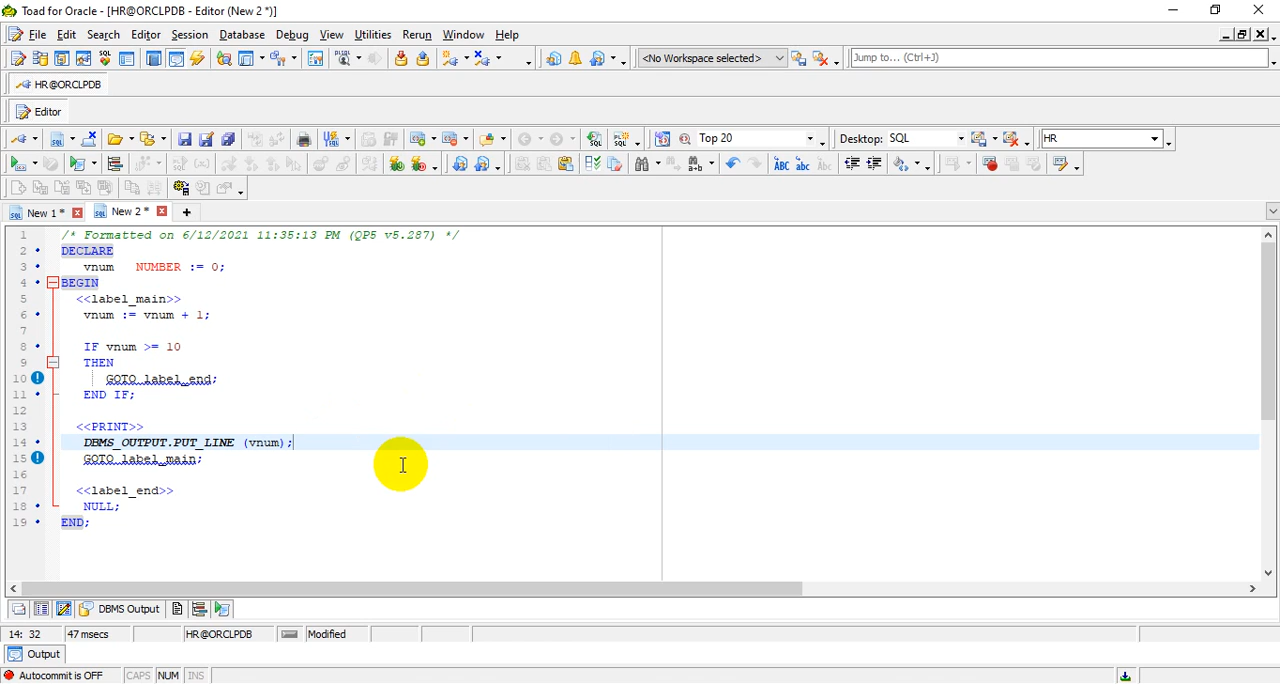 Toad for Oracle - [HR@ORCLPDB - Editor (New 2 *)]
File Edit Search Editor Session Database Debug View Utilities Rerun Window Help
<No Workspace selected> Jump to... (Ctrl+J)
HR@ORCLPDB
Editor
Top 20 Desktop: SQL HR
New 1 * New 2 * +
1 /* Formatted on 6/12/2021 11:35:13 PM (QP5 v5.287) */
2 DECLARE
3 vnum NUMBER := 0;
4 BEGIN
5 <<label_main>>
6 vnum := vnum + 1;
7
8 IF vnum >= 10
9 THEN
10 GOTO label_end;
11 END IF;
12
13 <<PRINT>>
14 DBMS_OUTPUT.PUT_LINE (vnum);
15 GOTO label_main;
16
17 <<label_end>>
18 NULL;
19 END;
DBMS Output
14: 32 47 msecs HR@ORCLPDB Modified
Output
Autocommit is OFF CAPS NUM INS